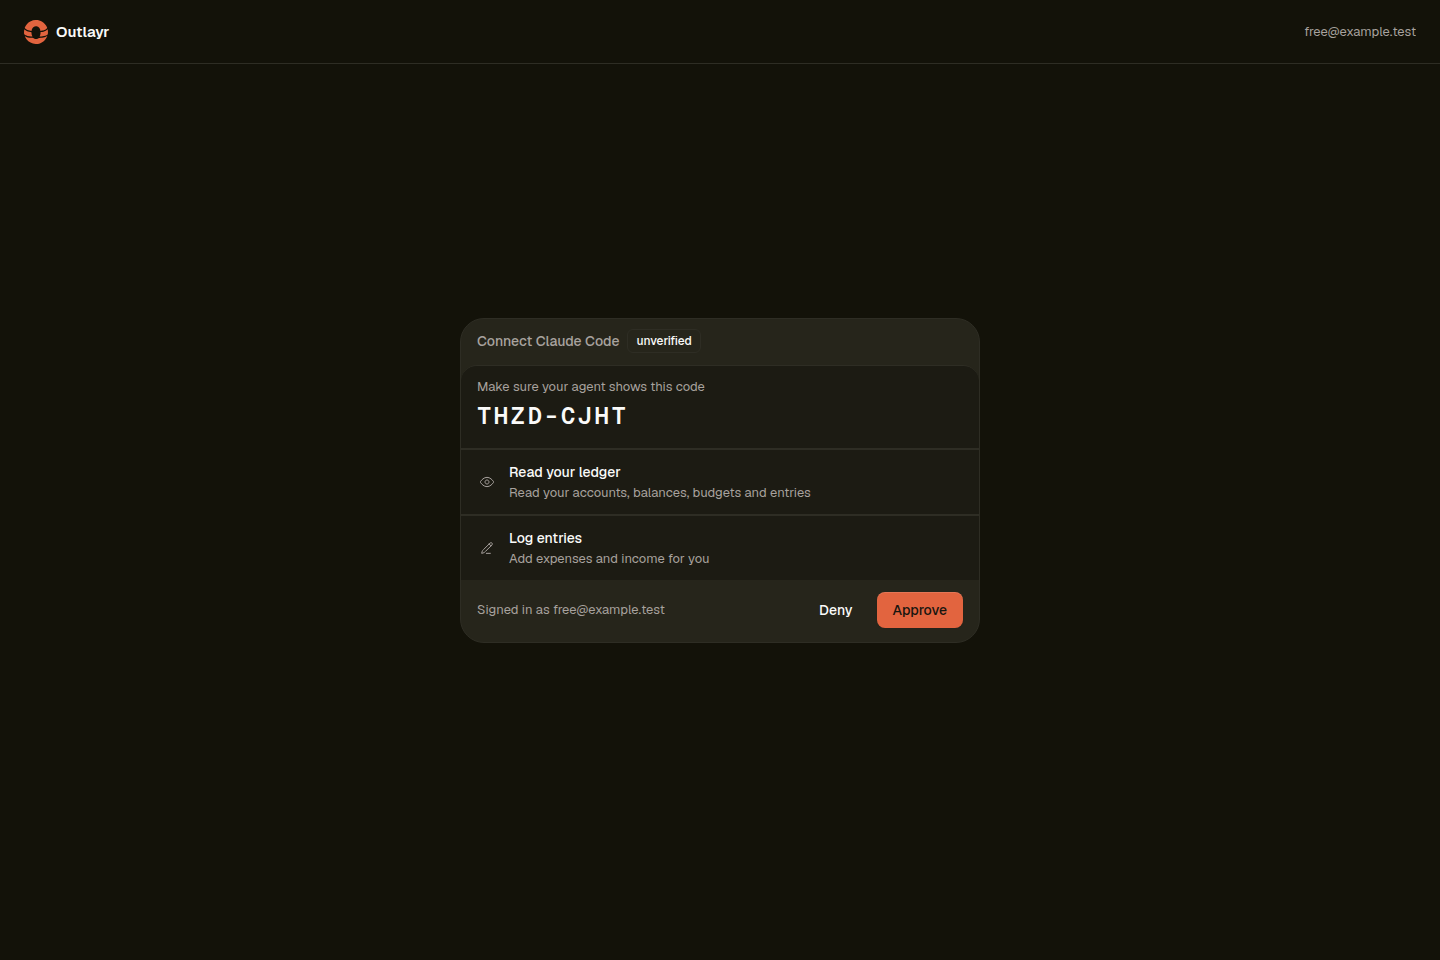 Outlayr
free@example.test
Connect Claude Code unverified
Make sure your agent shows this code
THZD-CJHT
Read your ledger
Read your accounts, balances, budgets and entries
Log entries
Add expenses and income for you
Signed in as free@example.test Deny Approve